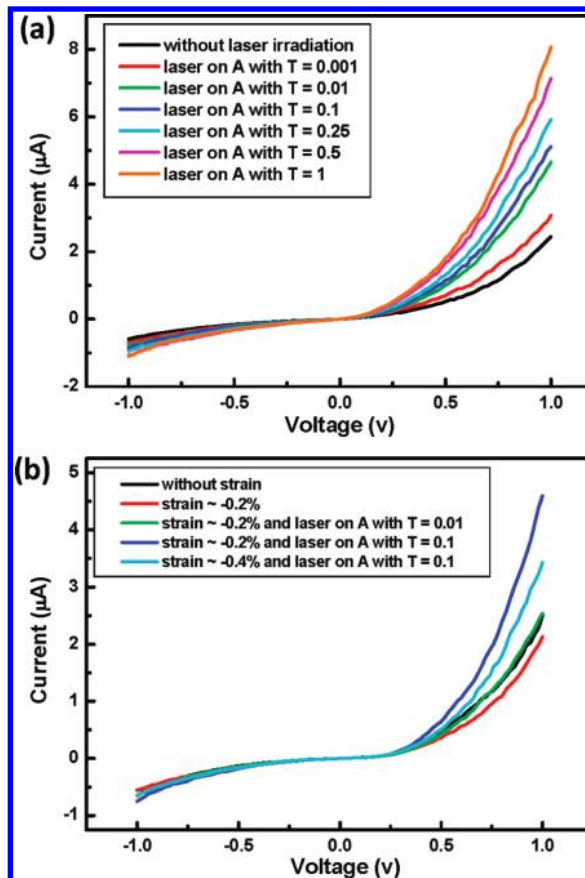 (a)
without laser irradiation
laser on A with T = 0.001
laser on A with T = 0.01
laser on A with T = 0.1
laser on A with T = 0.25
laser on A with T = 0.5
laser on A with T = 1
Current (μA)
8
6
4
2
0
-2
-1.0 -0.5 0.0 0.5 1.0
Voltage (v)
(b)
without strain
strain ~ -0.2%
strain ~ -0.2% and laser on A with T = 0.01
strain ~ -0.2% and laser on A with T = 0.1
strain ~ -0.4% and laser on A with T = 0.1
Current (μA)
5
4
3
2
1
0
-1
-1.0 -0.5 0.0 0.5 1.0
Voltage (v)